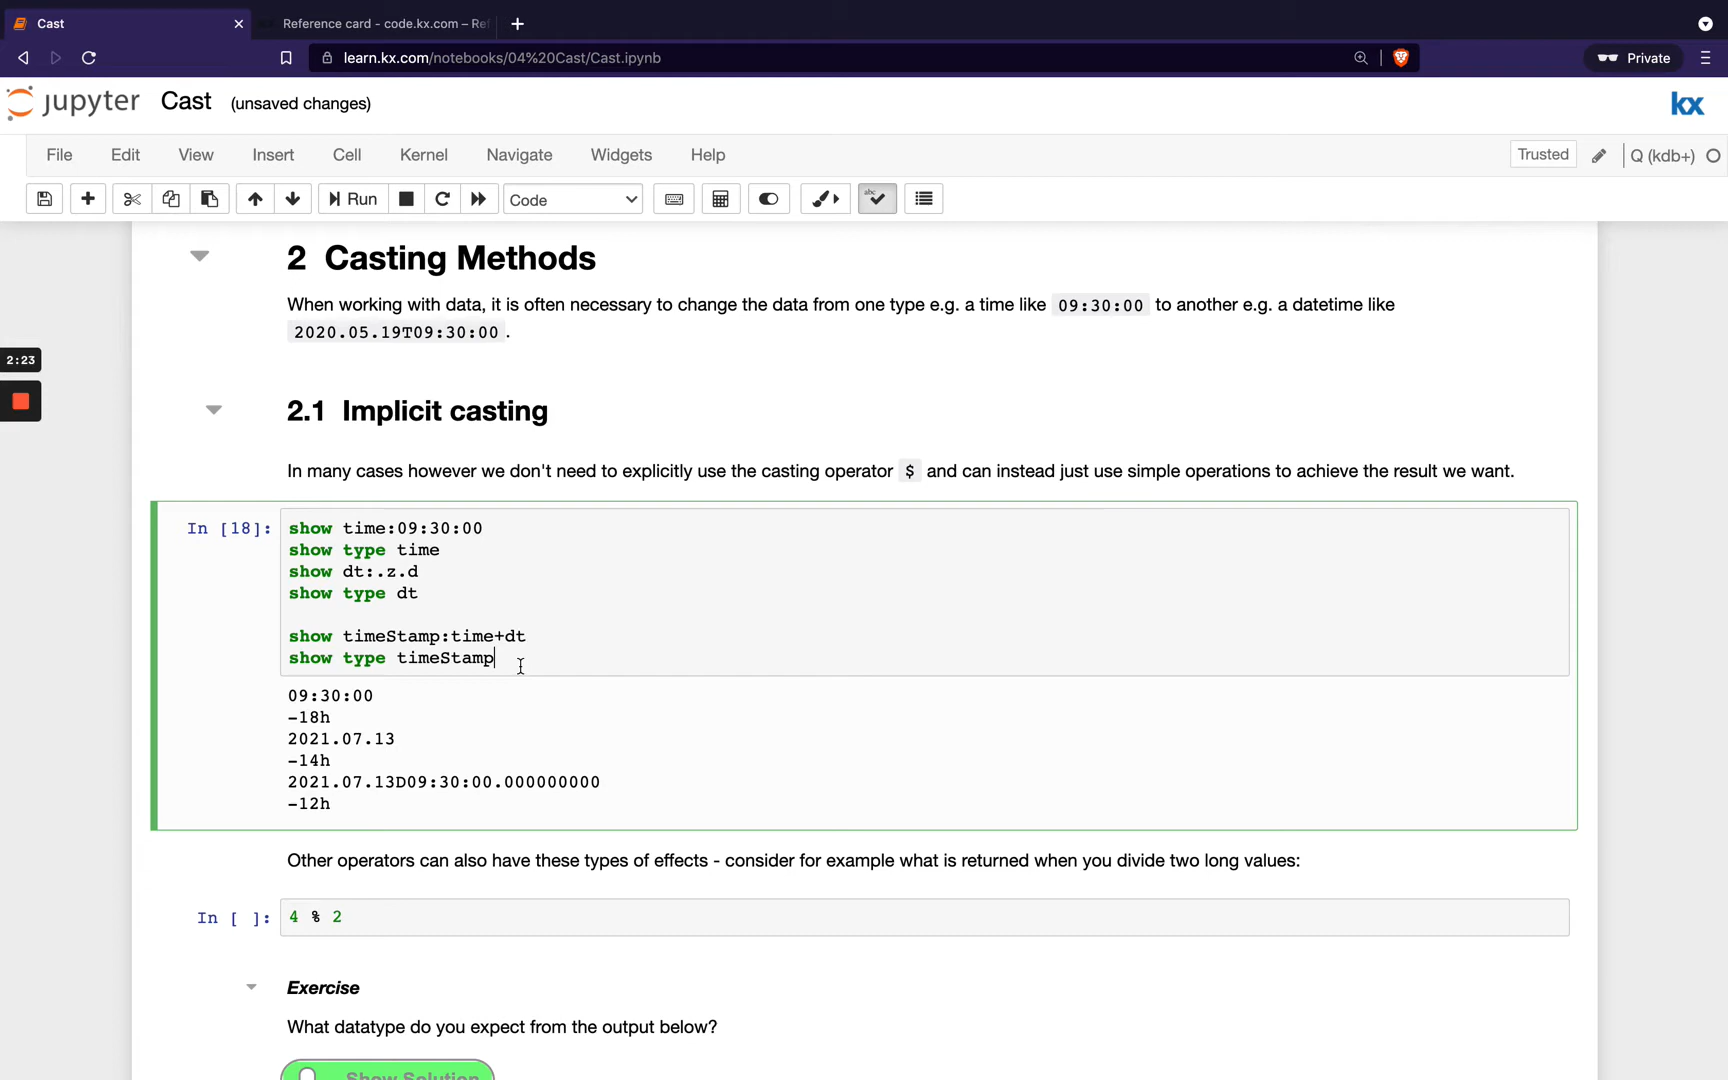 Cast
Reference card - code.kx.com – Re
learn.kx.com/notebooks/04%20Cast/Cast.ipynb
Private
jupyter Cast (unsaved changes)
kx
File Edit View Insert Cell Kernel Navigate Widgets Help
Trusted
Q (kdb+)
Run
Code
abc
2 Casting Methods
When working with data, it is often necessary to change the data from one type e.g. a time like 09:30:00 to another e.g. a datetime like
2020.05.19T09:30:00 .
2:23
2.1 Implicit casting
In many cases however we don't need to explicitly use the casting operator $ and can instead just use simple operations to achieve the result we want.
In [18]:
show time:09:30:00
show type time
show dt:.z.d
show type dt
show timeStamp:time+dt
show type timeStamp
09:30:00
-18h
2021.07.13
-14h
2021.07.13D09:30:00.000000000
-12h
Other operators can also have these types of effects - consider for example what is returned when you divide two long values:
In [ ]: 4 % 2
Exercise
What datatype do you expect from the output below?
Show Solution